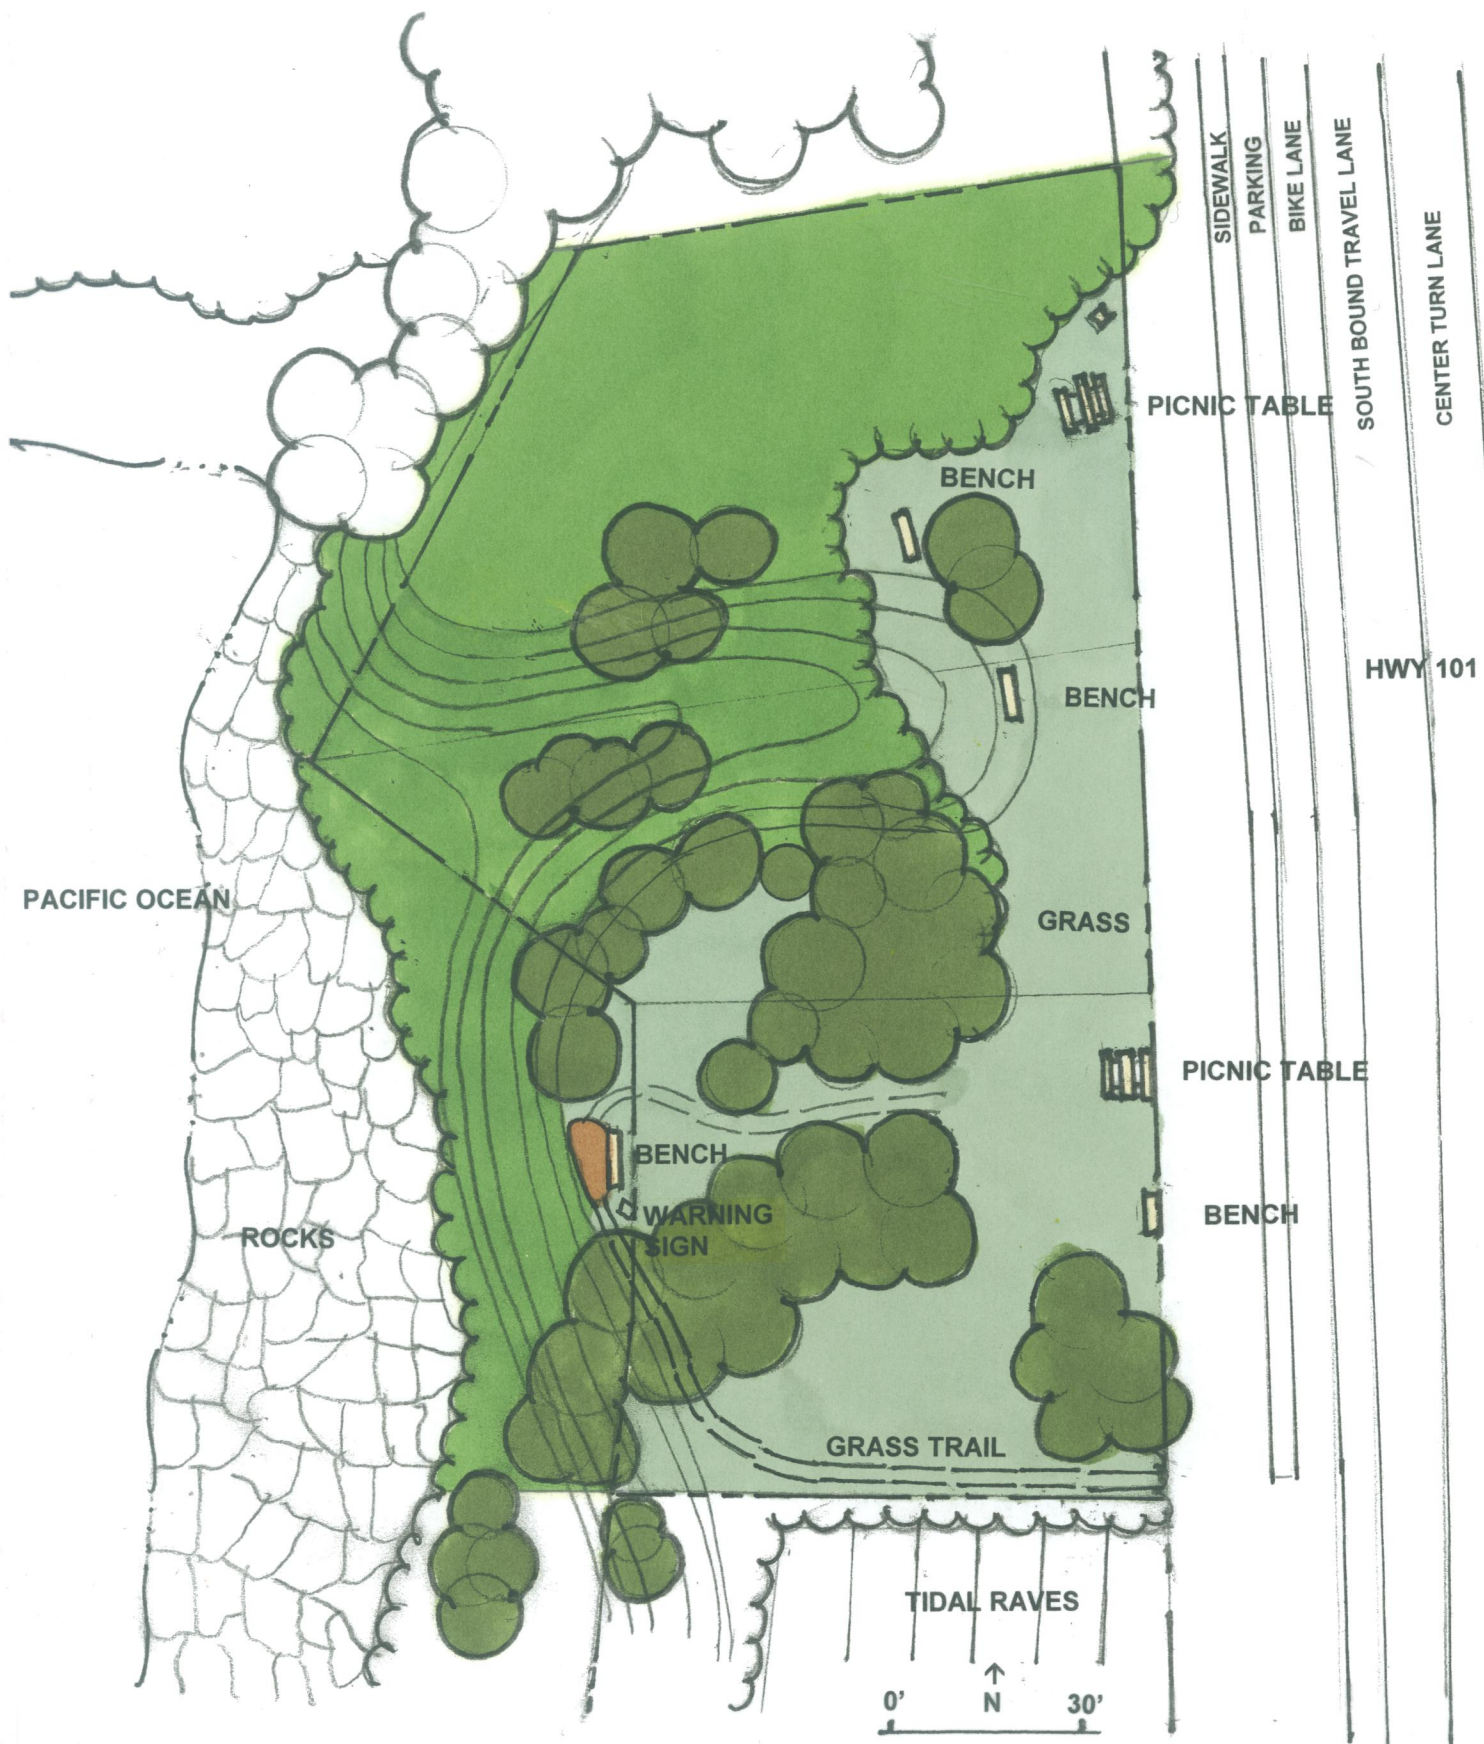 SIDEWALK
PARKING
BIKE LANE
SOUTH BOUND TRAVEL LANE
CENTER TURN LANE
PICNIC TABLE
BENCH
HWY 101
BENCH
PACIFIC OCEAN
GRASS
PICNIC TABLE
BENCH
WARNING
SIGN
BENCH
ROCKS
GRASS TRAIL
TIDAL RAVES
0' N 30'